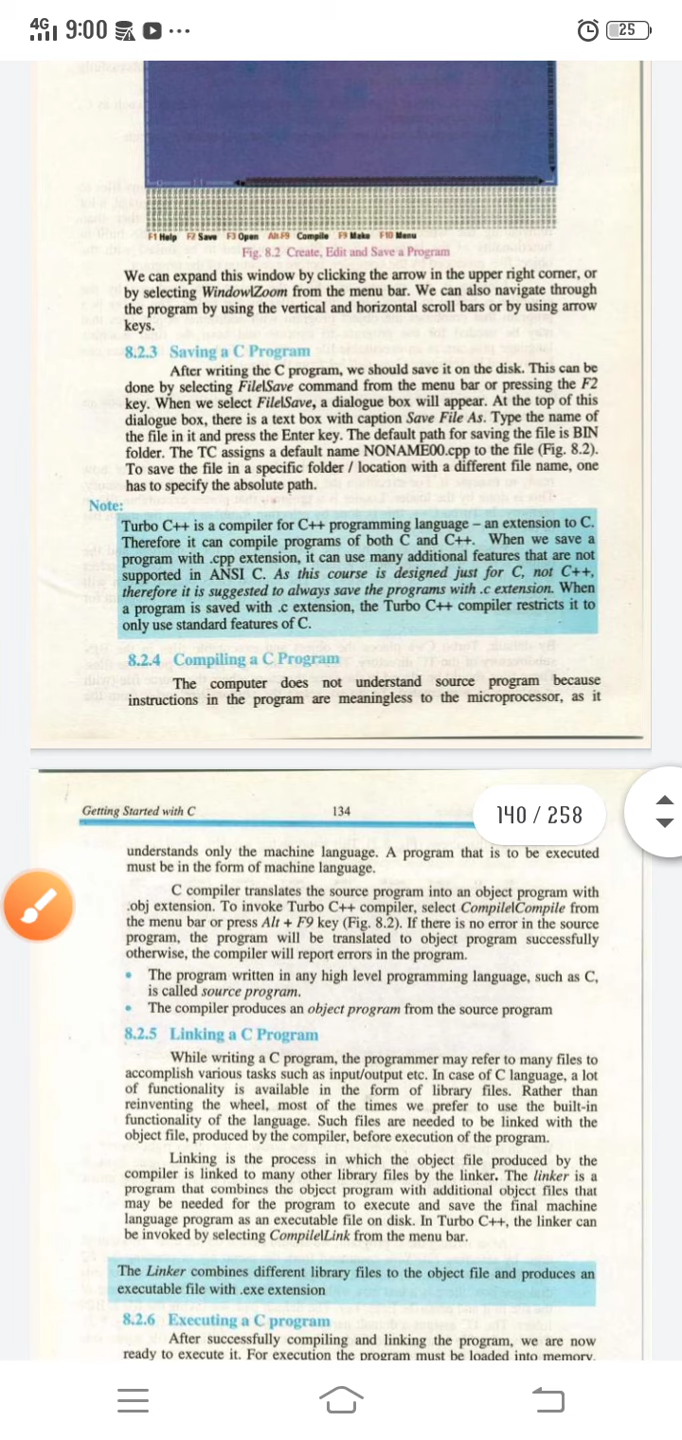 4G 9:00 ...
25
F1 Help F2 Save F3 Open Alt-F9 Compile F9 Make F10 Menu
Fig. 8.2 Create, Edit and Save a Program
We can expand this window by clicking the arrow in the upper right corner, or
by selecting Window\Zoom from the menu bar. We can also navigate through
the program by using the vertical and horizontal scroll bars or by using arrow
keys.
8.2.3 Saving a C Program
After writing the C program, we should save it on the disk. This can be
done by selecting File\Save command from the menu bar or pressing the F2
key. When we select File\Save, a dialogue box will appear. At the top of this
dialogue box, there is a text box with caption Save File As. Type the name of
the file in it and press the Enter key. The default path for saving the file is BIN
folder. The TC assigns a default name NONAME00.cpp to the file (Fig. 8.2).
To save the file in a specific folder / location with a different file name, one
has to specify the absolute path.
Note:
Turbo C++ is a compiler for C++ programming language – an extension to C.
Therefore it can compile programs of both C and C++. When we save a
program with .cpp extension, it can use many additional features that are not
supported in ANSI C. As this course is designed just for C, not C++,
therefore it is suggested to always save the programs with .c extension. When
a program is saved with .c extension, the Turbo C++ compiler restricts it to
only use standard features of C.
8.2.4 Compiling a C Program
The computer does not understand source program because
instructions in the program are meaningless to the microprocessor, as it
Getting Started with C 134
140 / 258
understands only the machine language. A program that is to be executed
must be in the form of machine language.
C compiler translates the source program into an object program with
.obj extension. To invoke Turbo C++ compiler, select Compile\Compile from
the menu bar or press Alt + F9 key (Fig. 8.2). If there is no error in the source
program, the program will be translated to object program successfully
otherwise, the compiler will report errors in the program.
• The program written in any high level programming language, such as C,
is called source program.
• The compiler produces an object program from the source program
8.2.5 Linking a C Program
While writing a C program, the programmer may refer to many files to
accomplish various tasks such as input/output etc. In case of C language, a lot
of functionality is available in the form of library files. Rather than
reinventing the wheel, most of the times we prefer to use the built-in
functionality of the language. Such files are needed to be linked with the
object file, produced by the compiler, before execution of the program.
Linking is the process in which the object file produced by the
compiler is linked to many other library files by the linker. The linker is a
program that combines the object program with additional object files that
may be needed for the program to execute and save the final machine
language program as an executable file on disk. In Turbo C++, the linker can
be invoked by selecting Compile\Link from the menu bar.
The Linker combines different library files to the object file and produces an
executable file with .exe extension
8.2.6 Executing a C program
After successfully compiling and linking the program, we are now
ready to execute it. For execution the program must be loaded into memory.